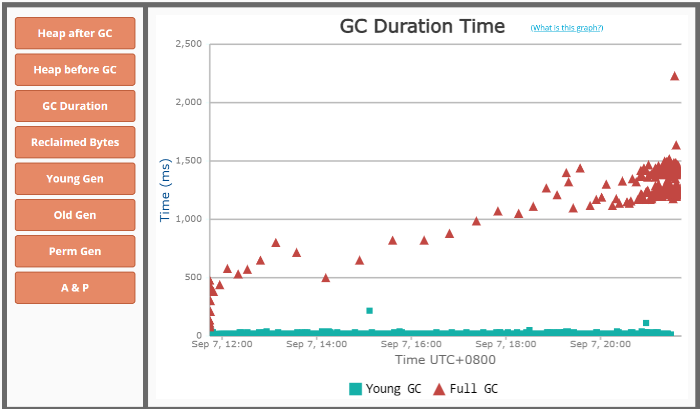 Heap after GC
Heap before GC
GC Duration
Reclaimed Bytes
Young Gen
Old Gen
Perm Gen
A & P
GC Duration Time
(What is this graph?)
Time (ms)
2,500
2,000
1,500
1,000
500
0
Sep 7, 12:00
Sep 7, 14:00
Sep 7, 16:00
Sep 7, 18:00
Sep 7, 20:00
Time UTC+0800
Young GC
Full GC